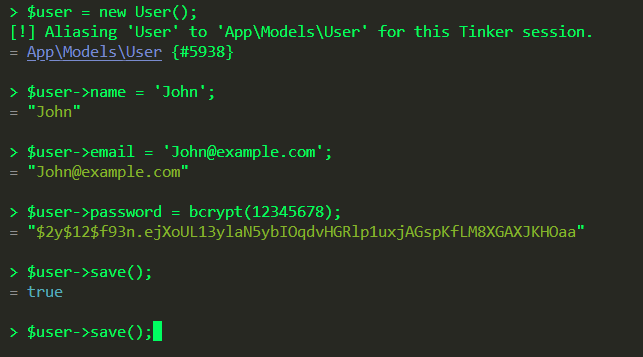 > $user = new User();
[!] Aliasing 'User' to 'App\Models\User' for this Tinker session.
= App\Models\User {#5938}
> $user->name = 'John';
= "John"
> $user->email = 'John@example.com';
= "John@example.com"
> $user->password = bcrypt(12345678);
= "$2y$12$f93n.ejXoUL13ylaN5ybIOqdvHGRlp1uxjAGspKfLM8XGAXJKHOaa"
> $user->save();
= true
> $user->save();